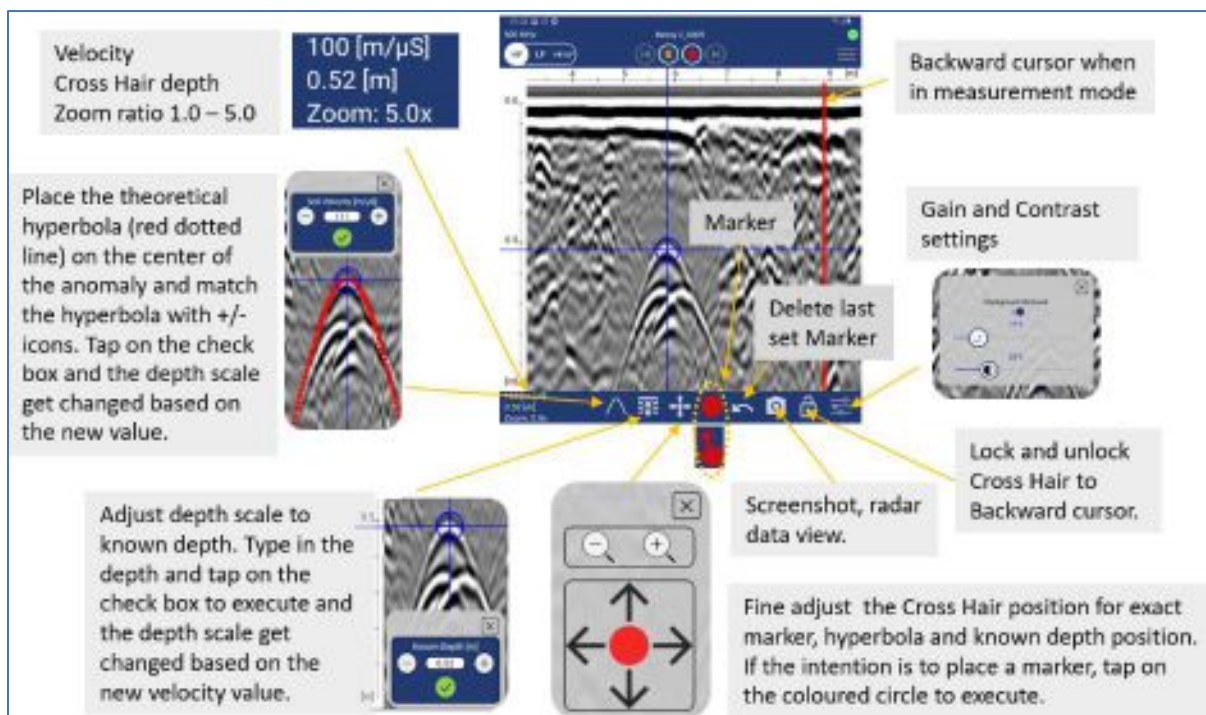 Velocity
Cross Hair depth
Zoom ratio 1.0 – 5.0
100 [m/µS]
0.52 [m]
Zoom: 5.0x
Backward cursor when
in measurement mode
Place the theoretical
hyperbola (red dotted
line) on the center of
the anomaly and match
the hyperbola with +/-
icons. Tap on the check
box and the depth scale
get changed based on
the new value.
Marker
Gain and Contrast
settings
Delete last
set Marker
Lock and unlock
Cross Hair to
Backward cursor.
Screenshot, radar
data view.
Adjust depth scale to
known depth. Type in the
depth and tap on the
check box to execute and
the depth scale get
changed based on the
new velocity value.
Known Depth [m]
Fine adjust the Cross Hair position for exact
marker, hyperbola and known depth position.
If the intention is to place a marker, tap on
the coloured circle to execute.